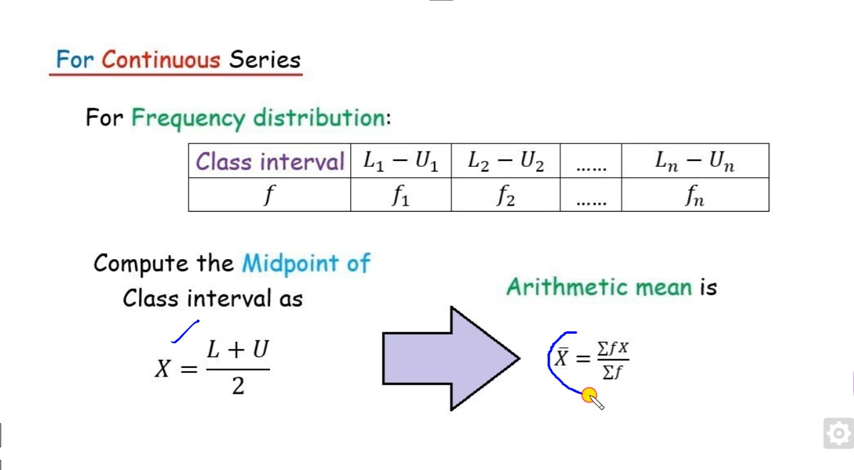 For Continuous Series
For Frequency distribution:
Class interval L₁ − U₁ L₂ − U₂ ...... Lₙ − Uₙ
f f₁ f₂ ...... fₙ
Compute the Midpoint of
Class interval as
X = (L + U) / 2
Arithmetic mean is
X̄ = ΣfX / Σf